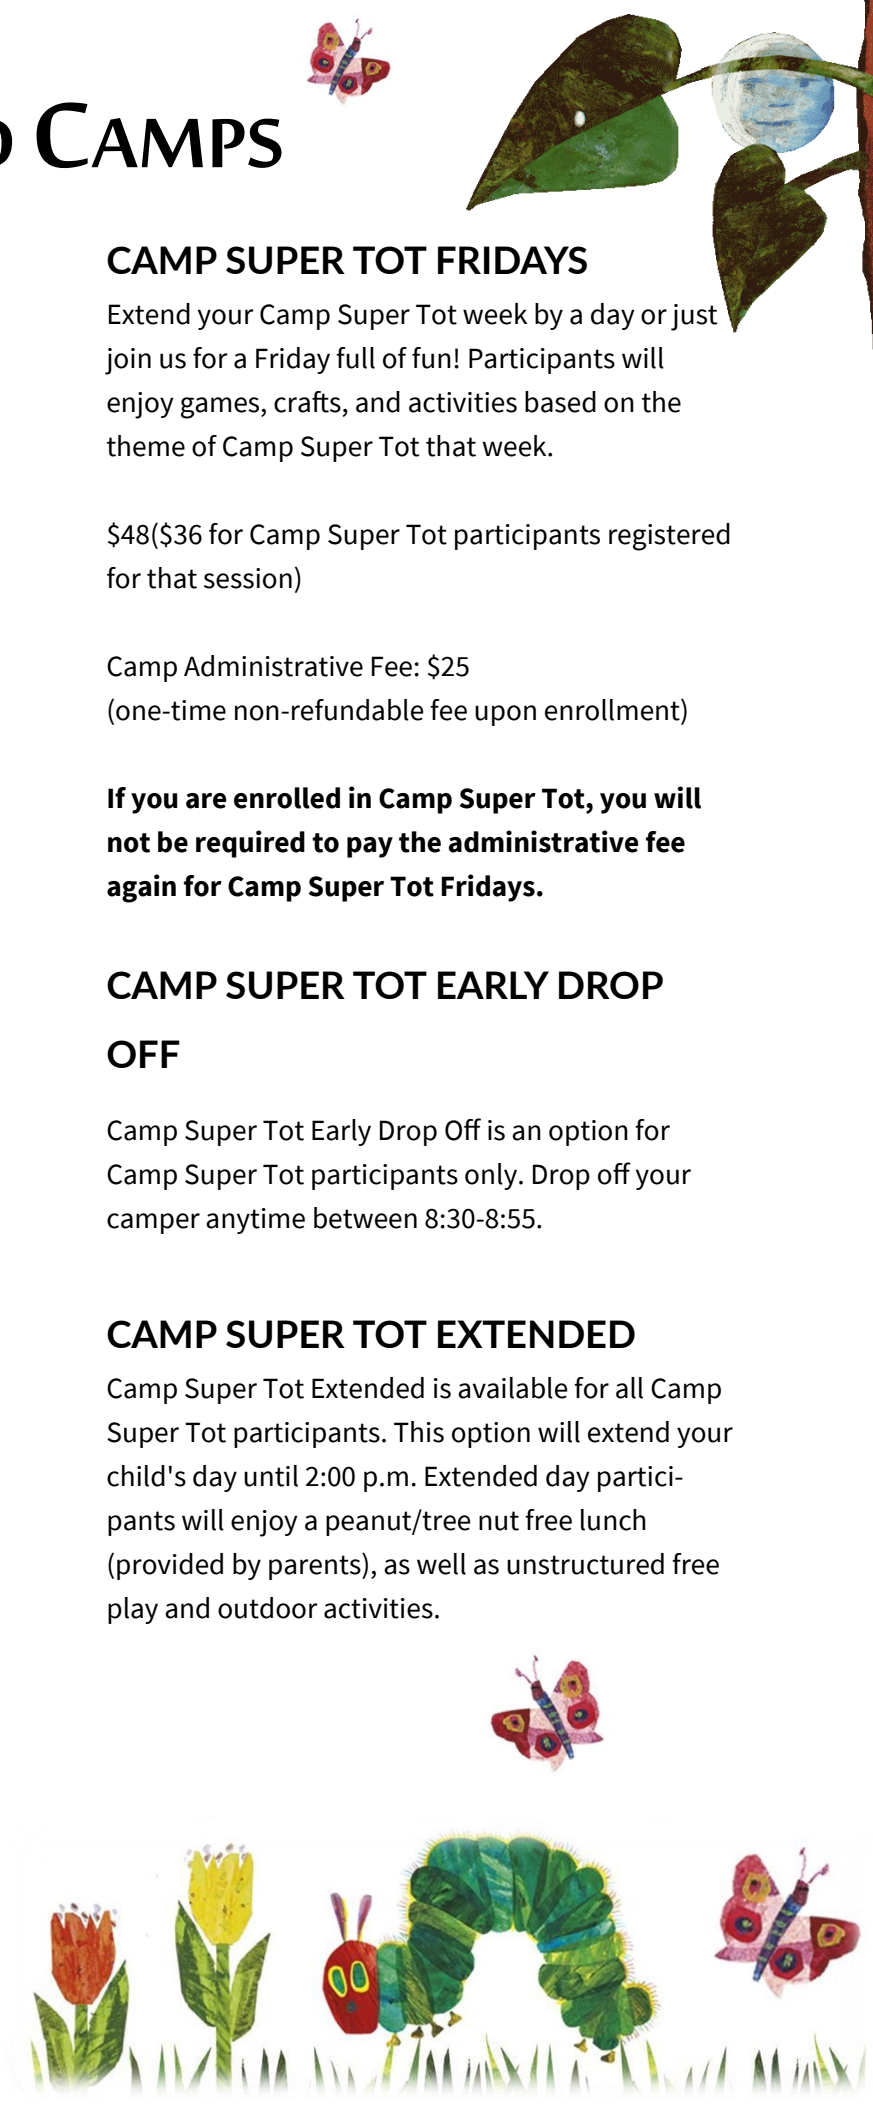 CAMPS
CAMP SUPER TOT FRIDAYS
Extend your Camp Super Tot week by a day or just
join us for a Friday full of fun! Participants will
enjoy games, crafts, and activities based on the
theme of Camp Super Tot that week.
$48($36 for Camp Super Tot participants registered
for that session)
Camp Administrative Fee: $25
(one-time non-refundable fee upon enrollment)
If you are enrolled in Camp Super Tot, you will
not be required to pay the administrative fee
again for Camp Super Tot Fridays.
CAMP SUPER TOT EARLY DROP
OFF
Camp Super Tot Early Drop Off is an option for
Camp Super Tot participants only. Drop off your
camper anytime between 8:30-8:55.
CAMP SUPER TOT EXTENDED
Camp Super Tot Extended is available for all Camp
Super Tot participants. This option will extend your
child's day until 2:00 p.m. Extended day partici-
pants will enjoy a peanut/tree nut free lunch
(provided by parents), as well as unstructured free
play and outdoor activities.